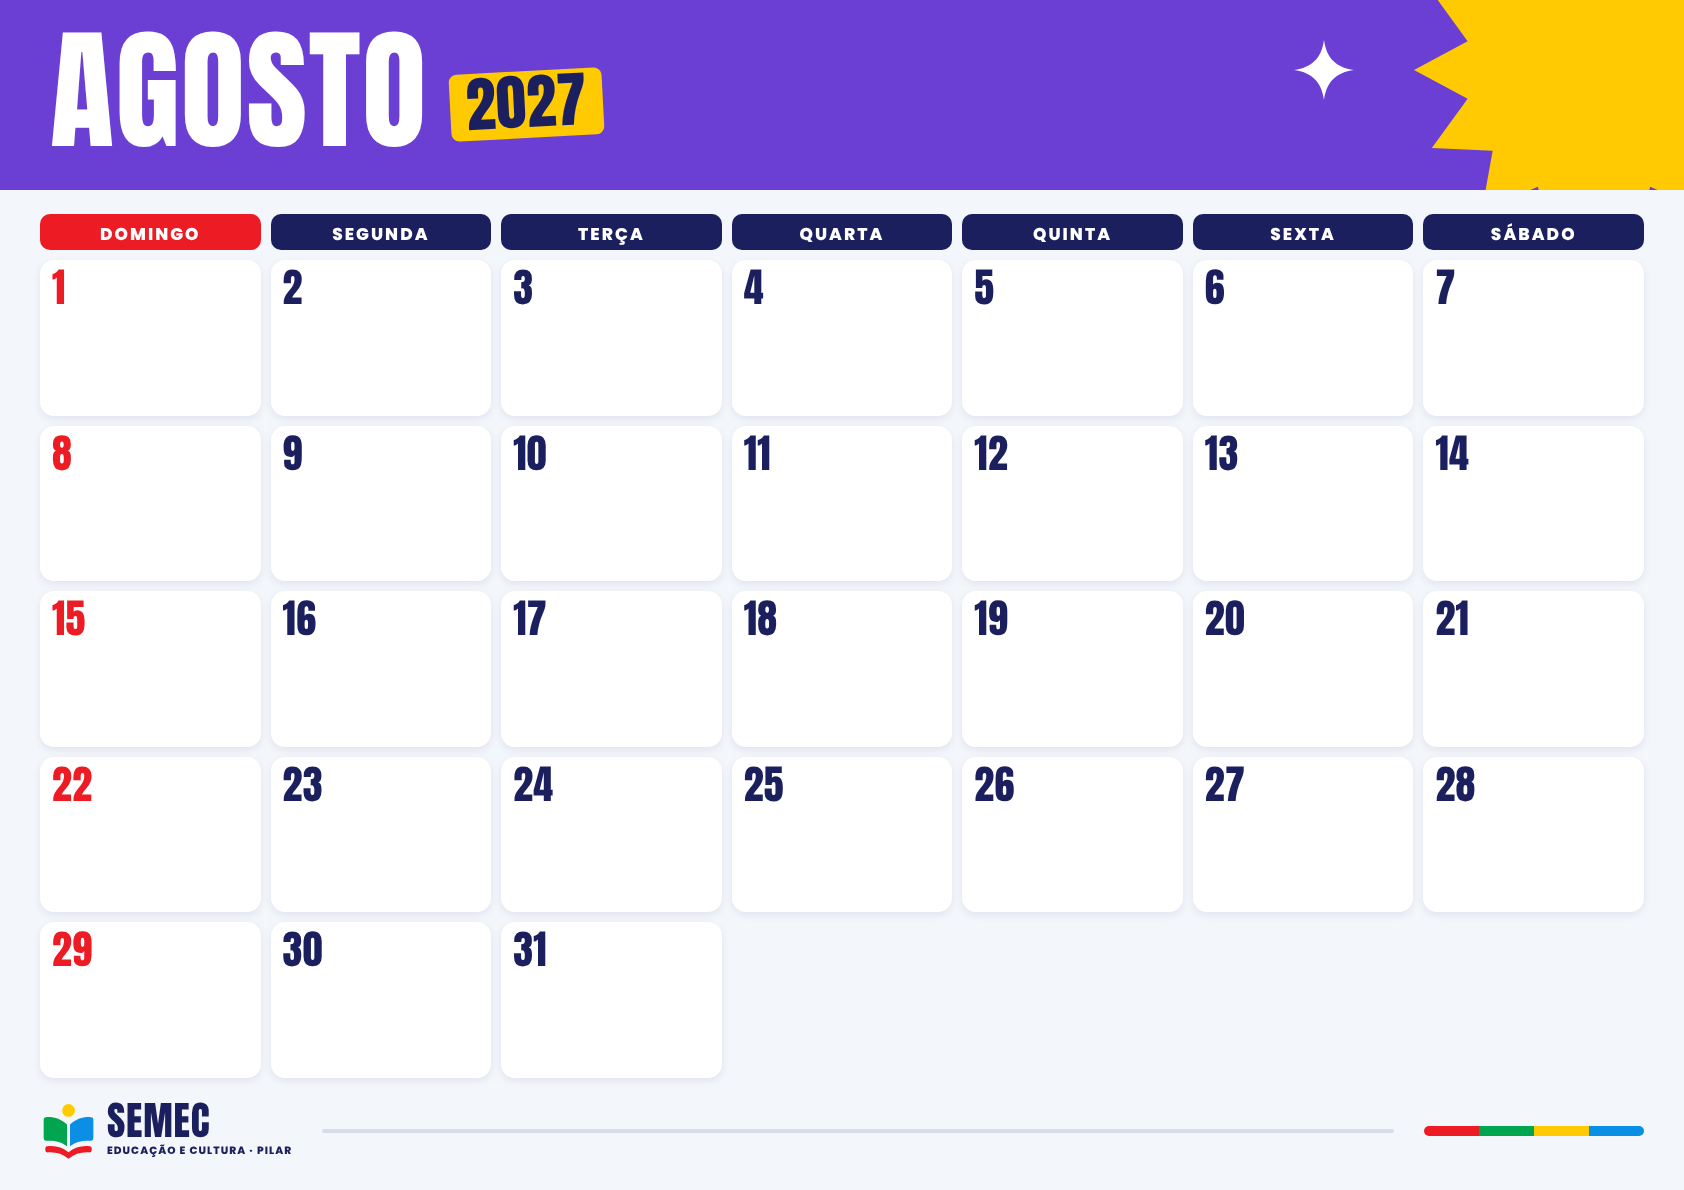 AGOSTO 2027
DOMINGO SEGUNDA TERÇA QUARTA QUINTA SEXTA SÁBADO
1 2 3 4 5 6 7
8 9 10 11 12 13 14
15 16 17 18 19 20 21
22 23 24 25 26 27 28
29 30 31
SEMEC
EDUCAÇÃO E CULTURA · PILAR